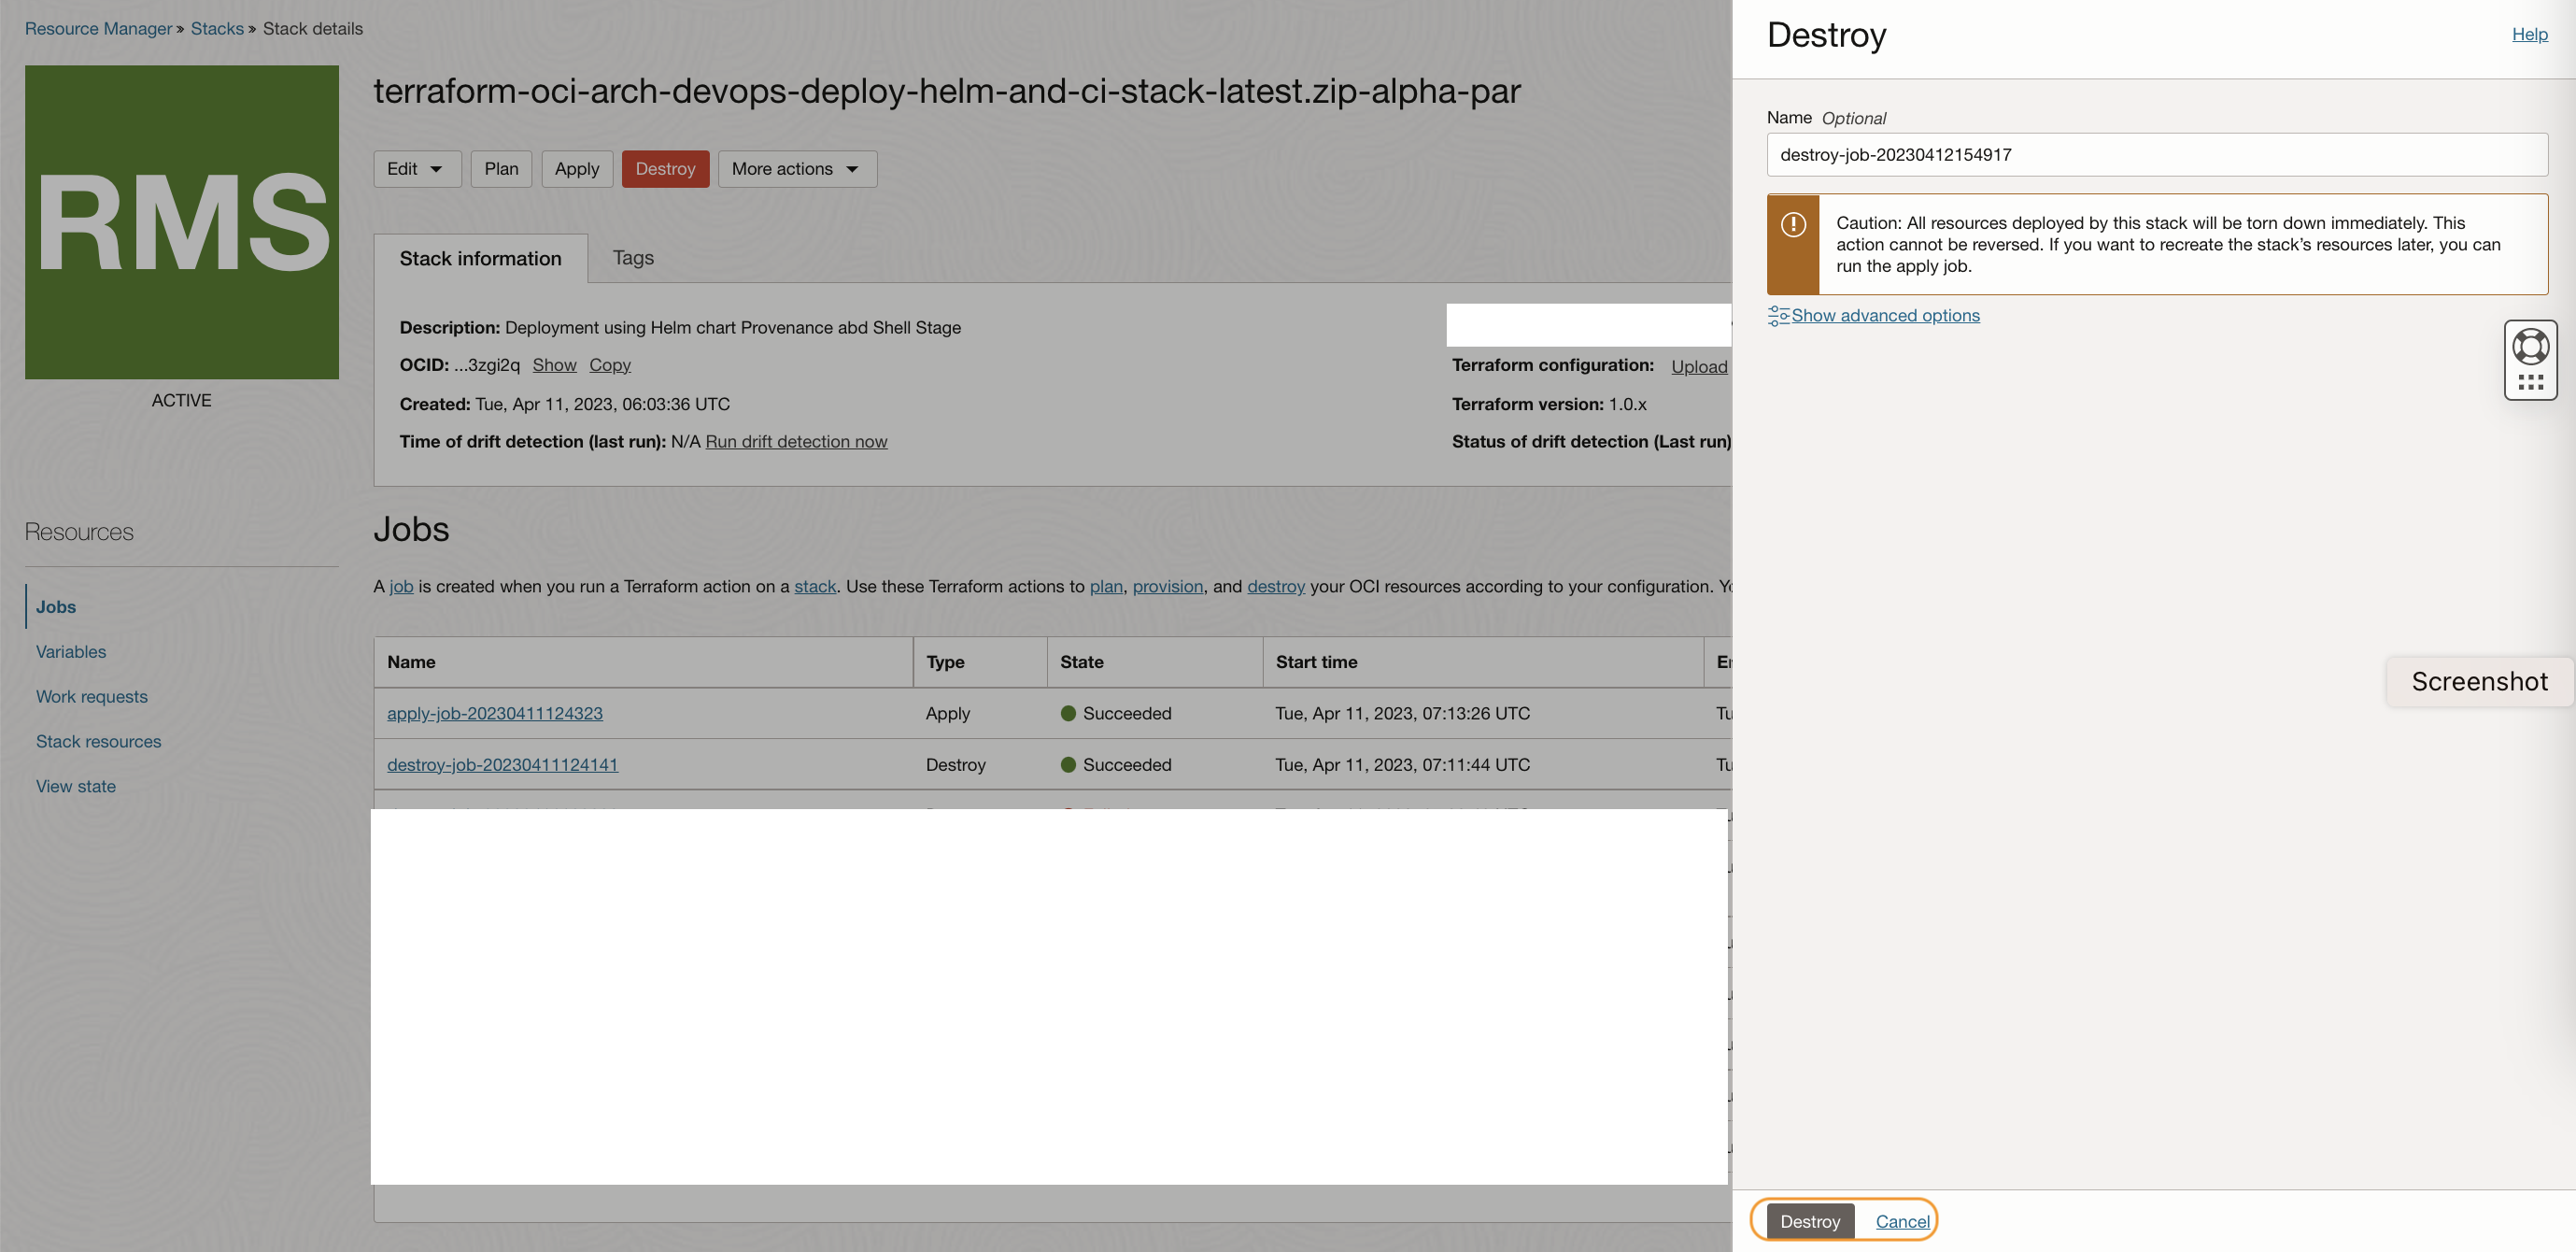 Resource Manager » Stacks » Stack details
RMS
ACTIVE
terraform-oci-arch-devops-deploy-helm-and-ci-stack-latest.zip-alpha-par
Edit Plan Apply Destroy More actions
Stack information Tags
Description: Deployment using Helm chart Provenance abd Shell Stage
OCID: ...3zgi2q Show Copy
Created: Tue, Apr 11, 2023, 06:03:36 UTC
Time of drift detection (last run): N/A Run drift detection now
Terraform configuration: Upload
Terraform version: 1.0.x
Status of drift detection (Last run)
Resources
Jobs
Variables
Work requests
Stack resources
View state
Jobs
A job is created when you run a Terraform action on a stack. Use these Terraform actions to plan, provision, and destroy your OCI resources according to your configuration.
Name Type State Start time
apply-job-20230411124323 Apply Succeeded Tue, Apr 11, 2023, 07:13:26 UTC
destroy-job-20230411124141 Destroy Succeeded Tue, Apr 11, 2023, 07:11:44 UTC
Destroy
Help
Name Optional
destroy-job-20230412154917
Caution: All resources deployed by this stack will be torn down immediately. This
action cannot be reversed. If you want to recreate the stack’s resources later, you can
run the apply job.
Show advanced options
Screenshot
Destroy Cancel